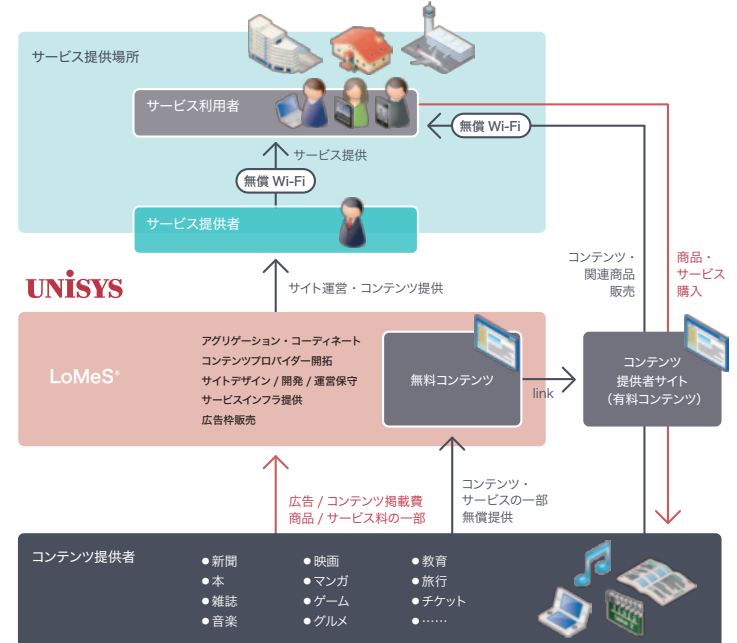 サービス提供場所
サービス利用者
無償 Wi-Fi
サービス提供
無償 Wi-Fi
サービス提供者
コンテンツ・
関連商品
販売
商品・
サービス
購入
UNISYS
サイト運営・コンテンツ提供
LoMeS®
アグリゲーション・コーディネート
コンテンツプロバイダー開拓
サイトデザイン / 開発 / 運営保守
サービスインフラ提供
広告枠販売
無料コンテンツ
link
コンテンツ
提供者サイト
（有料コンテンツ）
広告 / コンテンツ掲載費
商品 / サービス料の一部
コンテンツ・
サービスの一部
無償提供
コンテンツ提供者
●新聞
●本
●雑誌
●音楽
●映画
●マンガ
●ゲーム
●グルメ
●教育
●旅行
●チケット
●……